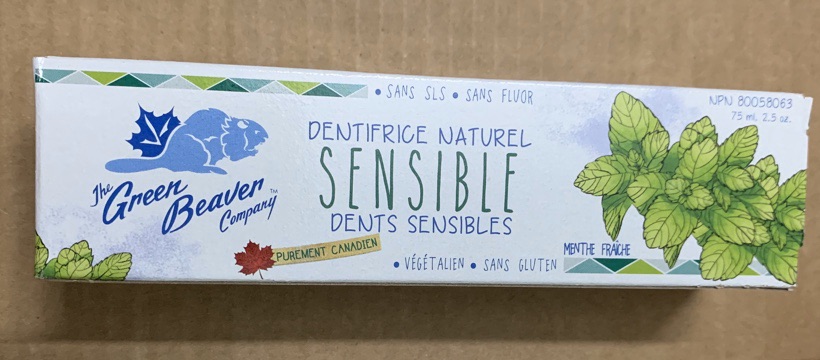 • SANS SLS • SANS FLUOR
NPN 80058063
75 ml, 2.5 oz.
The
Green
Beaver™
Company
DENTIFRICE NATUREL
SENSIBLE
DENTS SENSIBLES
PUREMENT CANADIEN
• VÉGÉTALIEN • SANS GLUTEN
MENTHE FRAÎCHE